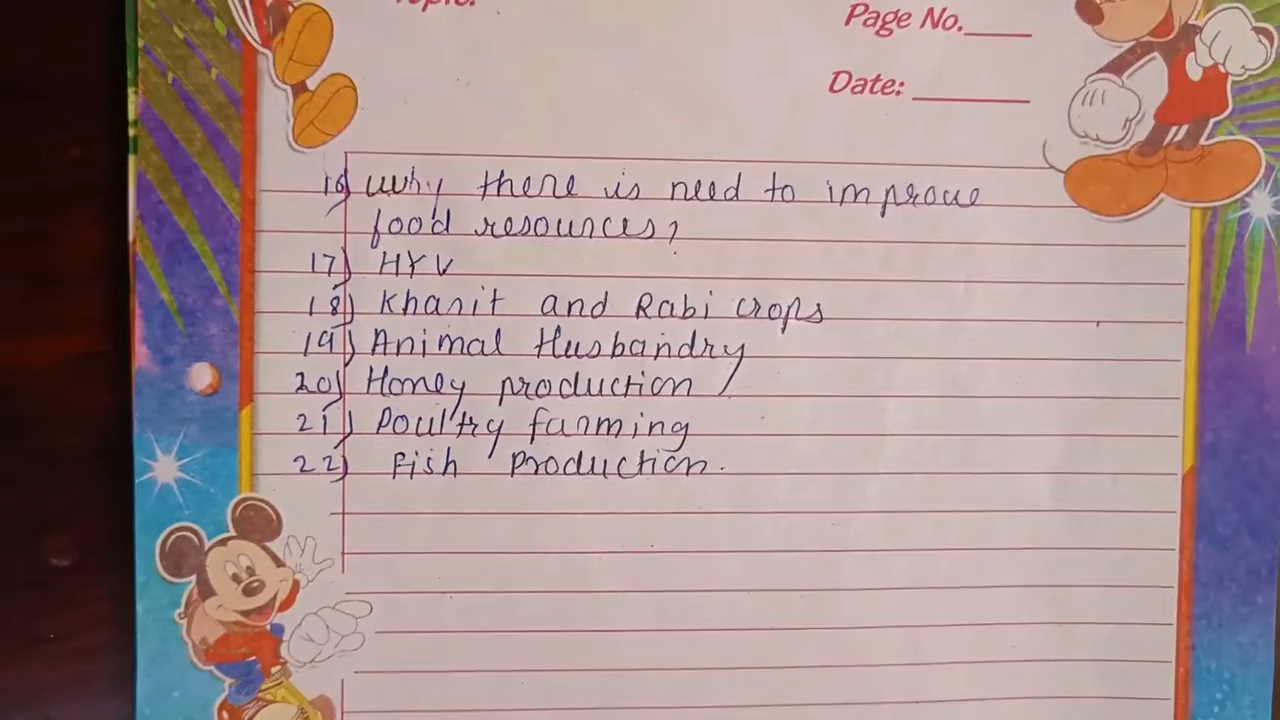 Topic:
Page No.
Date:
16) Why there is need to improve
food resources?
17) HYV
18) Kharif and Rabi crops
19) Animal Husbandry
20) Honey production
21) Poultry farming
22) Fish Production.